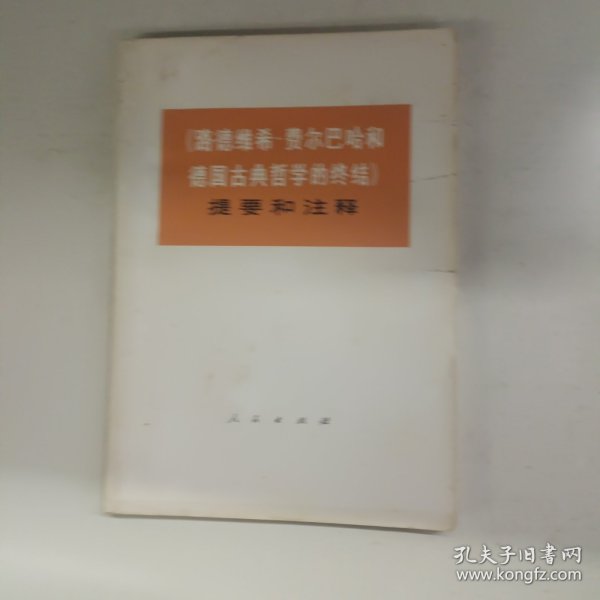 《路德维希·费尔巴哈和
德国古典哲学的终结》
提要和注释
人民出版社
孔夫子旧书网
www.kongfz.com